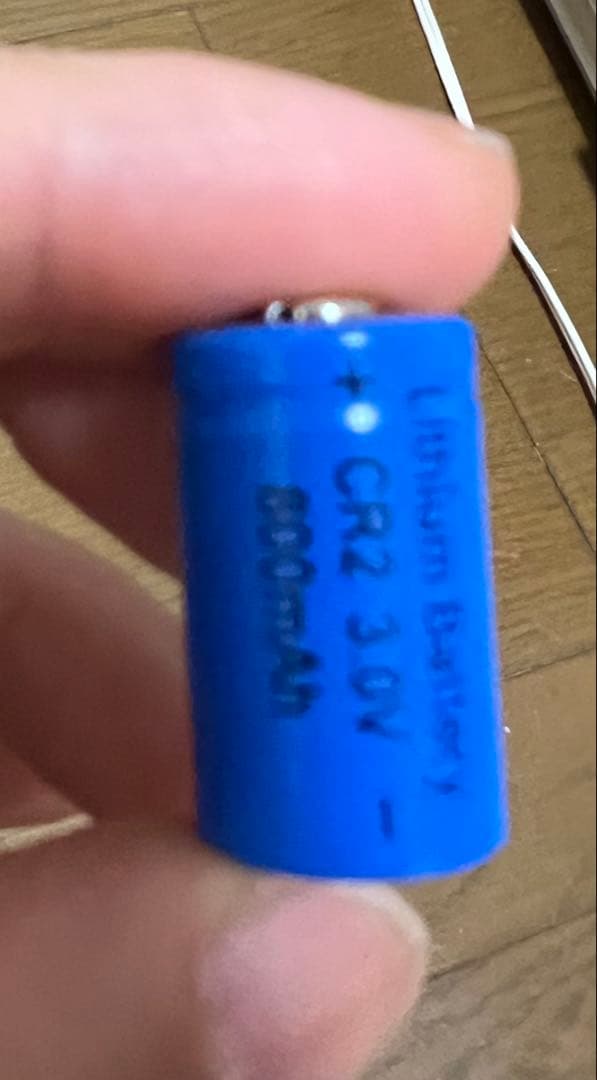 Lithium Battery
+ CR2 3.0V -
800mAh